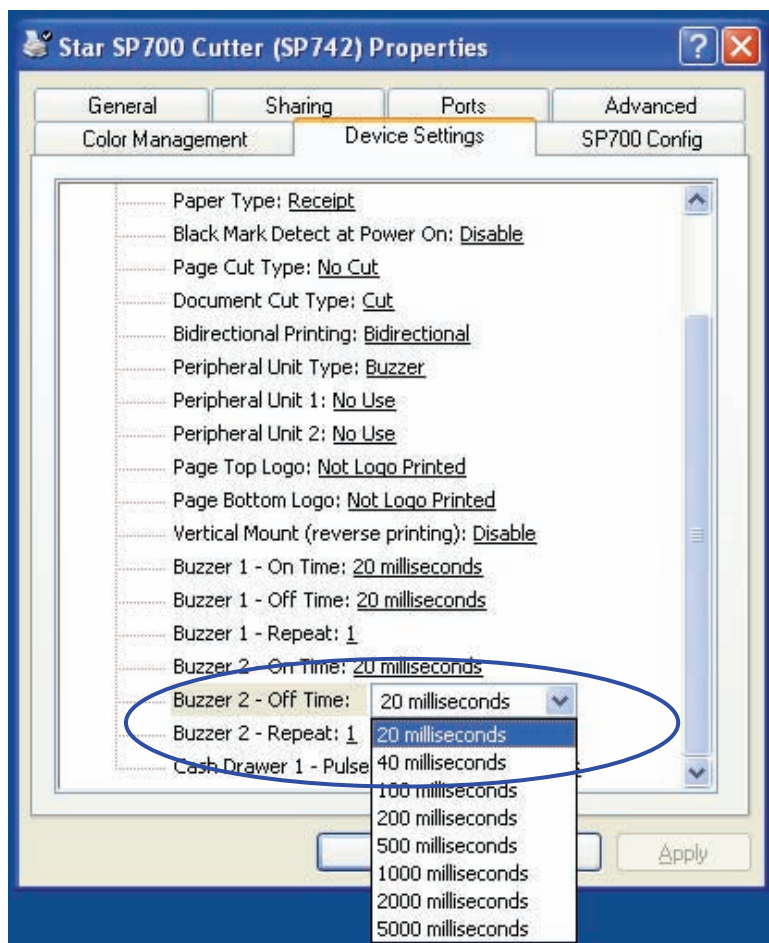 Star SP700 Cutter (SP742) Properties
General Sharing Ports Advanced
Color Management Device Settings SP700 Config
Paper Type: Receipt
Black Mark Detect at Power On: Disable
Page Cut Type: No Cut
Document Cut Type: Cut
Bidirectional Printing: Bidirectional
Peripheral Unit Type: Buzzer
Peripheral Unit 1: No Use
Peripheral Unit 2: No Use
Page Top Logo: Not Logo Printed
Page Bottom Logo: Not Logo Printed
Vertical Mount (reverse printing): Disable
Buzzer 1 - On Time: 20 milliseconds
Buzzer 1 - Off Time: 20 milliseconds
Buzzer 1 - Repeat: 1
Buzzer 2 - On Time: 20 milliseconds
Buzzer 2 - Off Time: 20 milliseconds
Buzzer 2 - Repeat: 1
Cash Drawer 1 - Pulse
20 milliseconds
40 milliseconds
100 milliseconds
200 milliseconds
500 milliseconds
1000 milliseconds
2000 milliseconds
5000 milliseconds
Apply